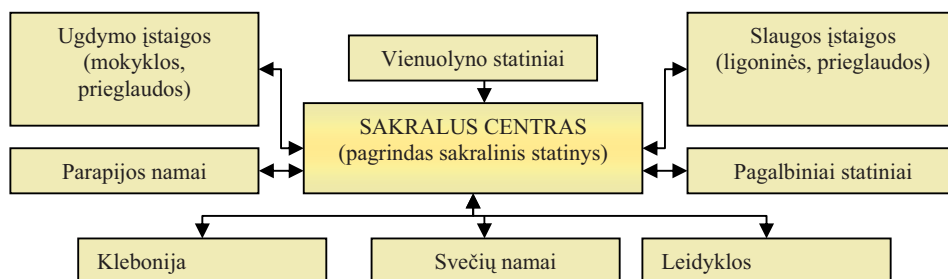 Ugdymo įstaigos
(mokyklos,
prieglaudos)
Vienuolyno statiniai
Slaugos įstaigos
(ligoninės, prieglaudos)
SAKRALUS CENTRAS
(pagrindas sakralinis statinys)
Parapijos namai
Pagalbiniai statiniai
Klebonija
Svečių namai
Leidyklos